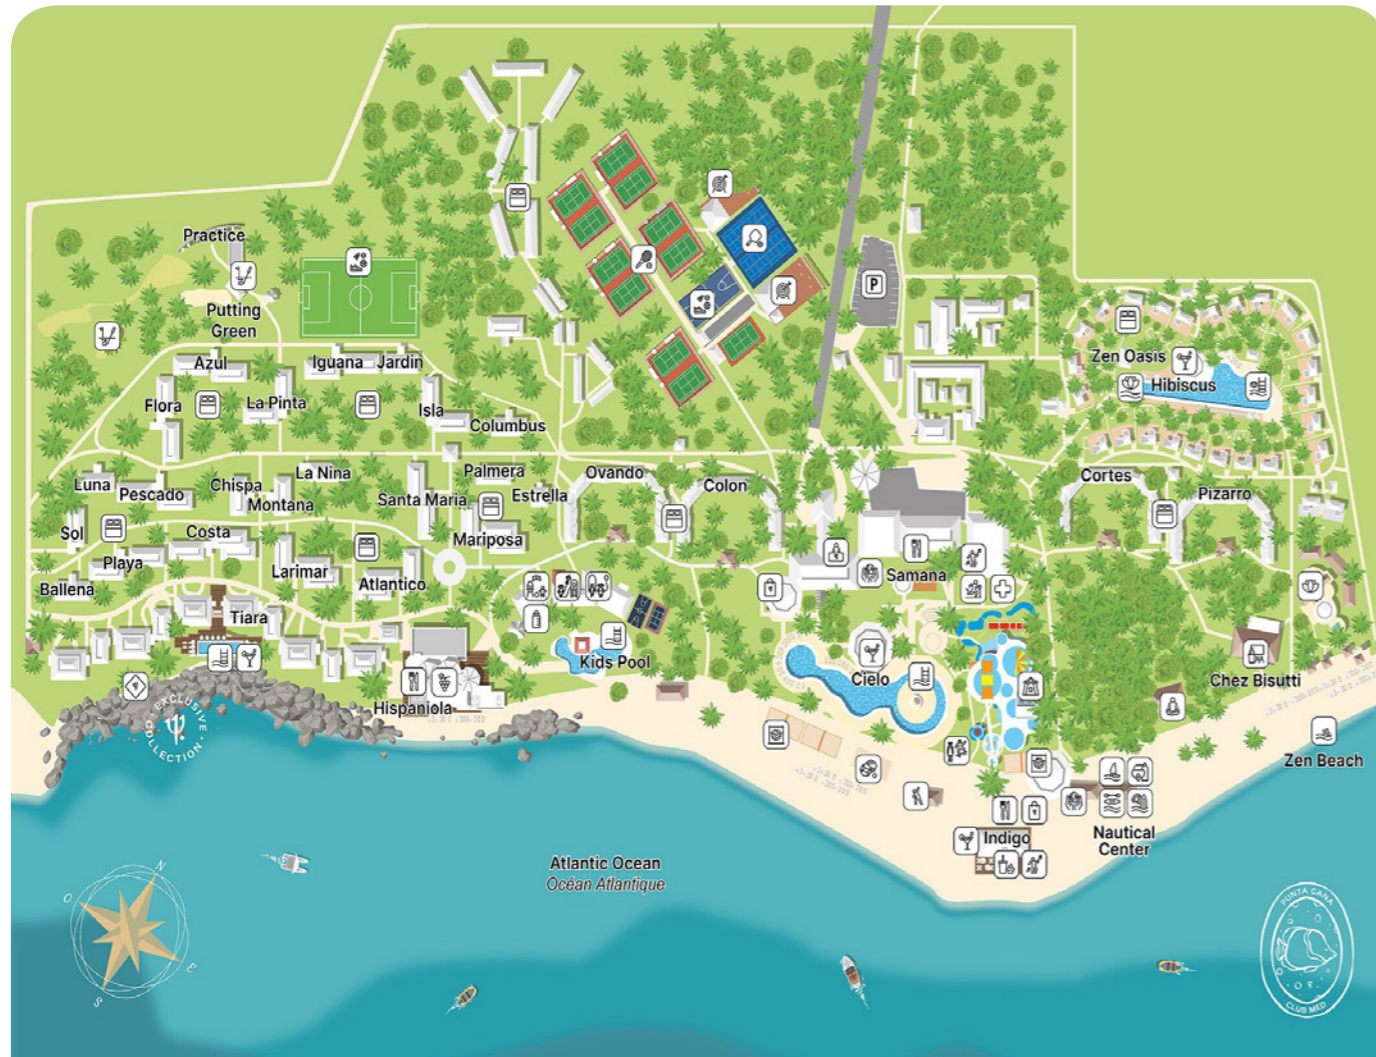 Practice
Putting
Green
Azul
Iguana
Jardin
Flora
La Pinta
Isla
Columbus
P
Zen Oasis
Hibiscus
Luna
Pescado
Chispa
La Nina
Montana
Santa Maria
Palmera
Estrella
Ovando
Colon
Cortes
Pizarro
Sol
Costa
Mariposa
Playa
Larimar
Atlantico
Ballena
Samana
Tiara
Kids Pool
Cielo
Chez Bisutti
Hispaniola
EXCLUSIVE
COLLECTION
Zen Beach
Indigo
Nautical
Center
Atlantic Ocean
Océan Atlantique
N
O
E
S
PUNTA CANA
CLUB MED